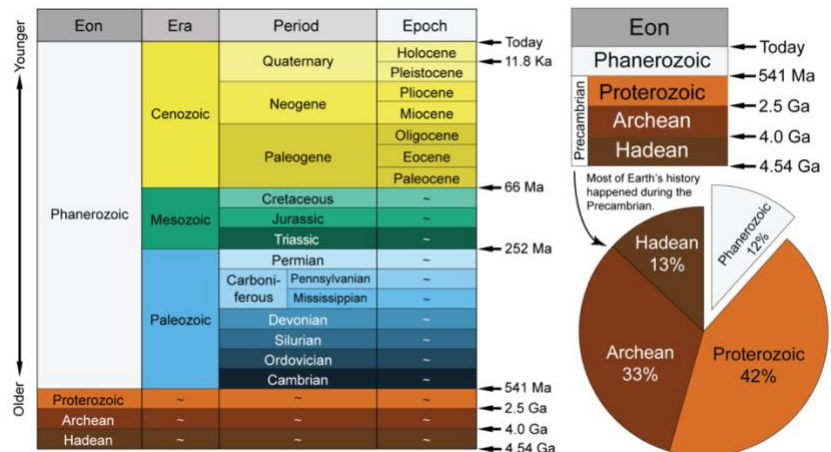 Younger
Older
Eon Era Period Epoch
Phanerozoic
Cenozoic
Quaternary
Holocene
Pleistocene
Neogene
Pliocene
Miocene
Paleogene
Oligocene
Eocene
Paleocene
Mesozoic
Cretaceous ~
Jurassic ~
Triassic ~
Paleozoic
Permian ~
Carboni-
ferous
Pennsylvanian ~
Mississippian ~
Devonian ~
Silurian ~
Ordovician ~
Cambrian ~
Proterozoic ~ ~ ~
Archean ~ ~ ~
Hadean ~ ~ ~
Today
11.8 Ka
66 Ma
252 Ma
541 Ma
2.5 Ga
4.0 Ga
4.54 Ga
Eon
Phanerozoic
Precambrian
Proterozoic
Archean
Hadean
Today
541 Ma
2.5 Ga
4.0 Ga
4.54 Ga
Most of Earth's history
happened during the
Precambrian.
Hadean
13%
Phanerozoic
12%
Archean
33%
Proterozoic
42%